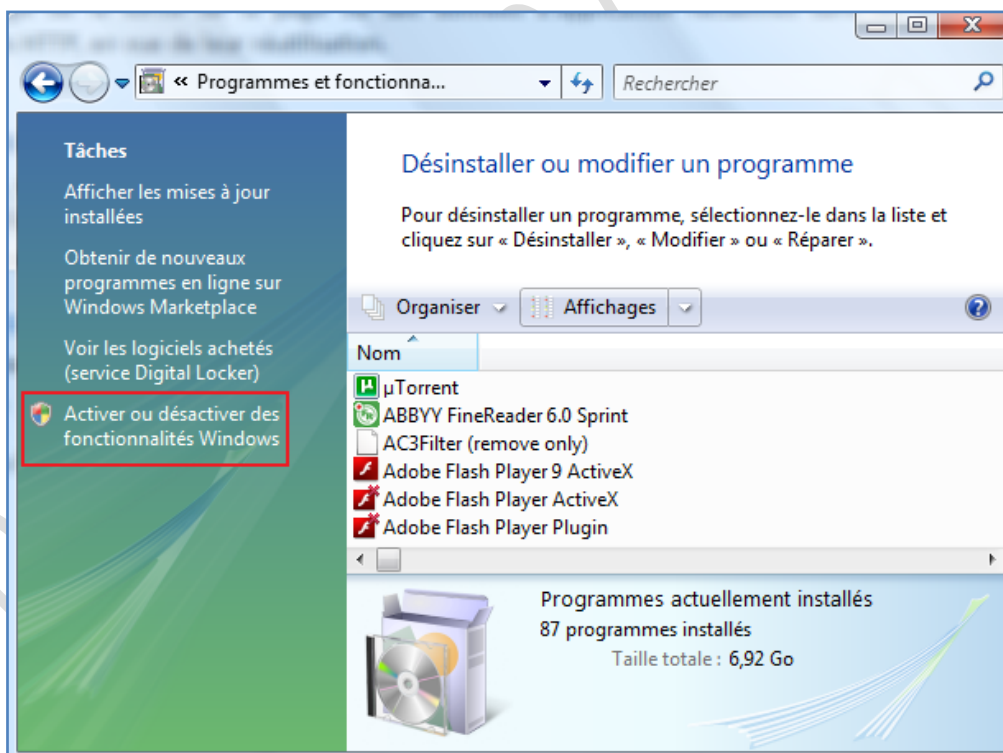 « Programmes et fonctionna...
Rechercher
Tâches
Afficher les mises à jour
installées
Obtenir de nouveaux
programmes en ligne sur
Windows Marketplace
Voir les logiciels achetés
(service Digital Locker)
Activer ou désactiver des
fonctionnalités Windows
Désinstaller ou modifier un programme
Pour désinstaller un programme, sélectionnez-le dans la liste et
cliquez sur « Désinstaller », « Modifier » ou « Réparer ».
Organiser
Affichages
Nom
µTorrent
ABBYY FineReader 6.0 Sprint
AC3Filter (remove only)
Adobe Flash Player 9 ActiveX
Adobe Flash Player ActiveX
Adobe Flash Player Plugin
Programmes actuellement installés
87 programmes installés
Taille totale : 6,92 Go